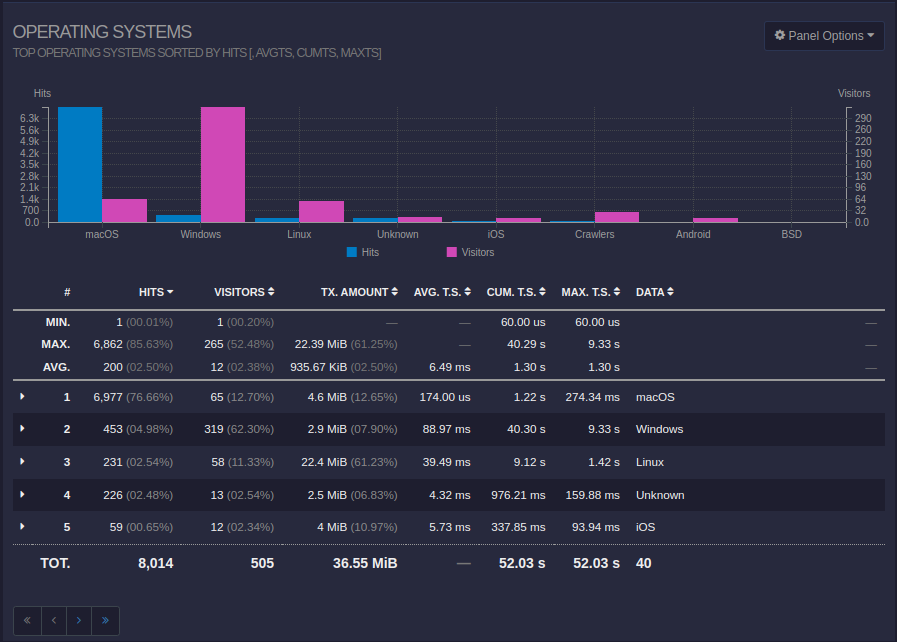 OPERATING SYSTEMS
Panel Options
TOP OPERATING SYSTEMS SORTED BY HITS [, AVGTS, CUMTS, MAXTS]
Hits Visitors
6.3k 290
5.6k 260
4.9k 220
4.2k 190
3.5k 160
2.8k 130
2.1k 96
1.4k 64
700 32
0.0 0.0
macOS Windows Linux Unknown iOS Crawlers Android BSD
Hits Visitors
# HITS VISITORS TX. AMOUNT AVG. T.S. CUM. T.S. MAX. T.S. DATA
MIN. 1 (00.01%) 1 (00.20%) — — 60.00 us 60.00 us —
MAX. 6,862 (85.63%) 265 (52.48%) 22.39 MiB (61.25%) — 40.29 s 9.33 s —
AVG. 200 (02.50%) 12 (02.38%) 935.67 KiB (02.50%) 6.49 ms 1.30 s 1.30 s —
1 6,977 (76.66%) 65 (12.70%) 4.6 MiB (12.65%) 174.00 us 1.22 s 274.34 ms macOS
2 453 (04.98%) 319 (62.30%) 2.9 MiB (07.90%) 88.97 ms 40.30 s 9.33 s Windows
3 231 (02.54%) 58 (11.33%) 22.4 MiB (61.23%) 39.49 ms 9.12 s 1.42 s Linux
4 226 (02.48%) 13 (02.54%) 2.5 MiB (06.83%) 4.32 ms 976.21 ms 159.88 ms Unknown
5 59 (00.65%) 12 (02.34%) 4 MiB (10.97%) 5.73 ms 337.85 ms 93.94 ms iOS
TOT. 8,014 505 36.55 MiB — 52.03 s 52.03 s 40
« ‹ › »